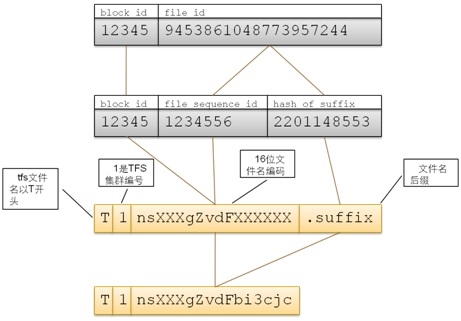 block id file id
12345 9453861048773957244
block id file sequence id hash of suffix
12345 1234556 2201148553
tfs文件
名以T开
头
1是TFS
集群编号
16位文
件名编码
文件名
后缀
T 1 nsXXXgZvdFXXXXXX .suffix
T 1 nsXXXgZvdFbi3cjc